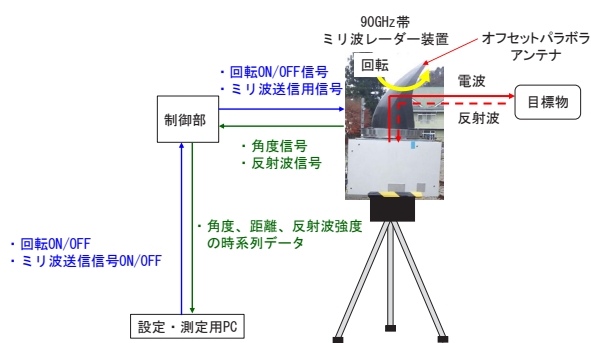 90GHz帯
ミリ波レーダー装置
オフセットパラボラ
アンテナ
回転
・回転ON/OFF信号
・ミリ波送信用信号
電波
目標物
制御部
反射波
・角度信号
・反射波信号
・角度、距離、反射波強度
の時系列データ
・回転ON/OFF
・ミリ波送信信号ON/OFF
設定・測定用PC